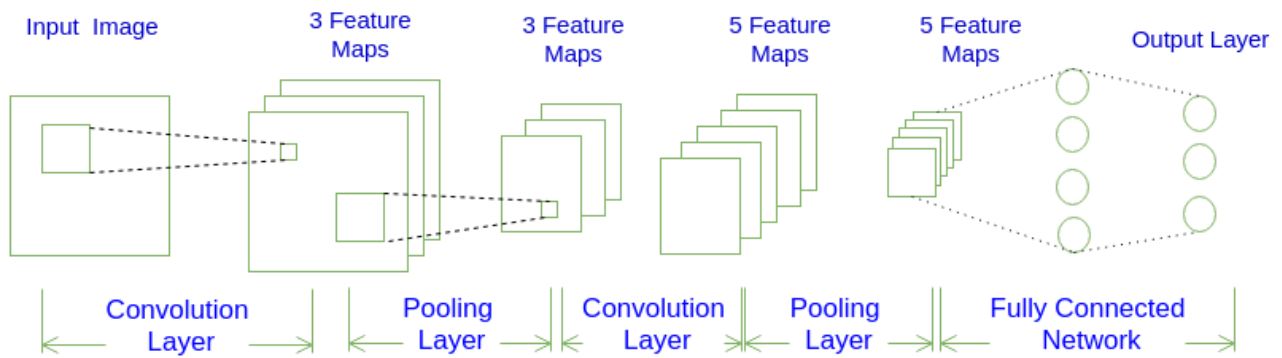 Input Image
3 Feature
Maps
3 Feature
Maps
5 Feature
Maps
5 Feature
Maps
Output Layer
Convolution
Layer
Pooling
Layer
Convolution
Layer
Pooling
Layer
Fully Connected
Network